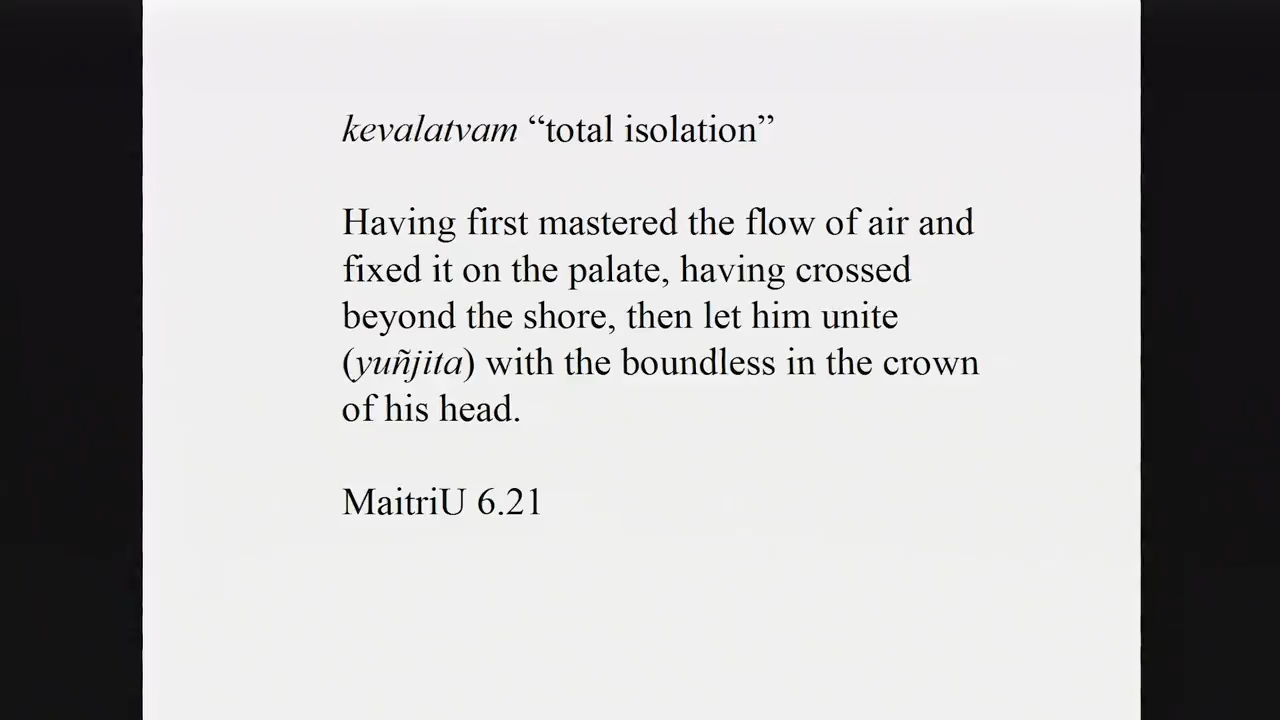 kevalatvam “total isolation”
Having first mastered the flow of air and
fixed it on the palate, having crossed
beyond the shore, then let him unite
(yuñjita) with the boundless in the crown
of his head.
MaitriU 6.21